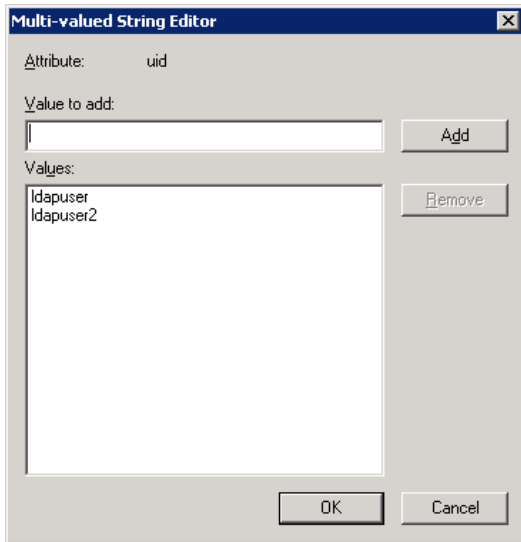 Multi-valued String Editor
Attribute: uid
Value to add:
Add
Values:
ldapuser
ldapuser2
Remove
OK Cancel